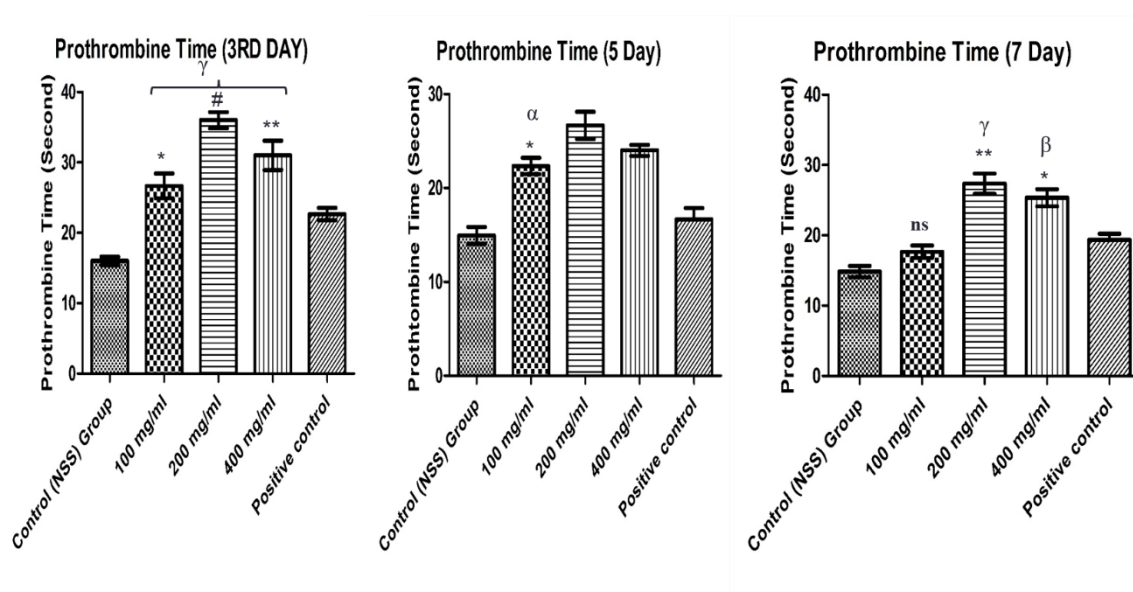 Prothrombine Time (3RD DAY)
γ
#
**
*
Prothrombine Time (Second)
40
30
20
10
0
Control (NSS) Group
100 mg/ml
200 mg/ml
400 mg/ml
Positive control
Prothrombine Time (5 Day)
α
*
Prohtombine Time (Second)
30
20
10
0
Control (NSS) Group
100 mg/ml
200 mg/ml
400 mg/ml
Positive control
Prothrombine Time (7 Day)
γ
**
β
*
ns
Prothrombine Time (Second)
40
30
20
10
0
Control (NSS) Group
100 mg/ml
200 mg/ml
400 mg/ml
Positive control